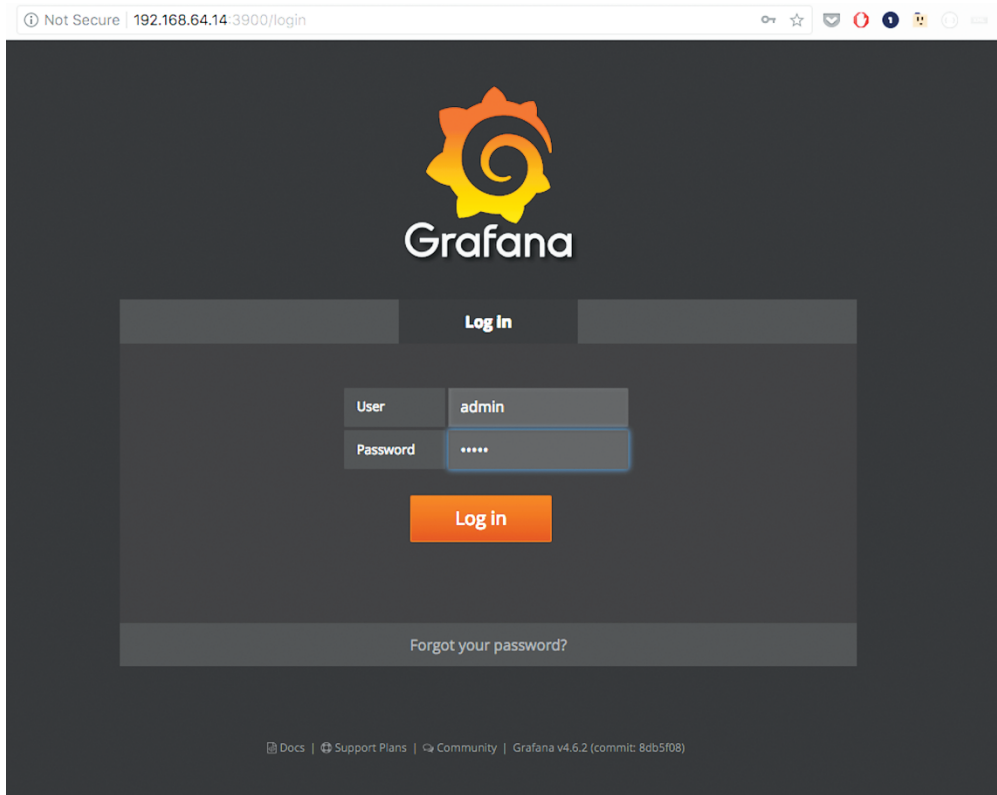 Not Secure | 192.168.64.14:3900/login
Grafana
Log in
User admin
Password •••••
Log in
Forgot your password?
Docs | Support Plans | Community | Grafana v4.6.2 (commit: 8db5f08)